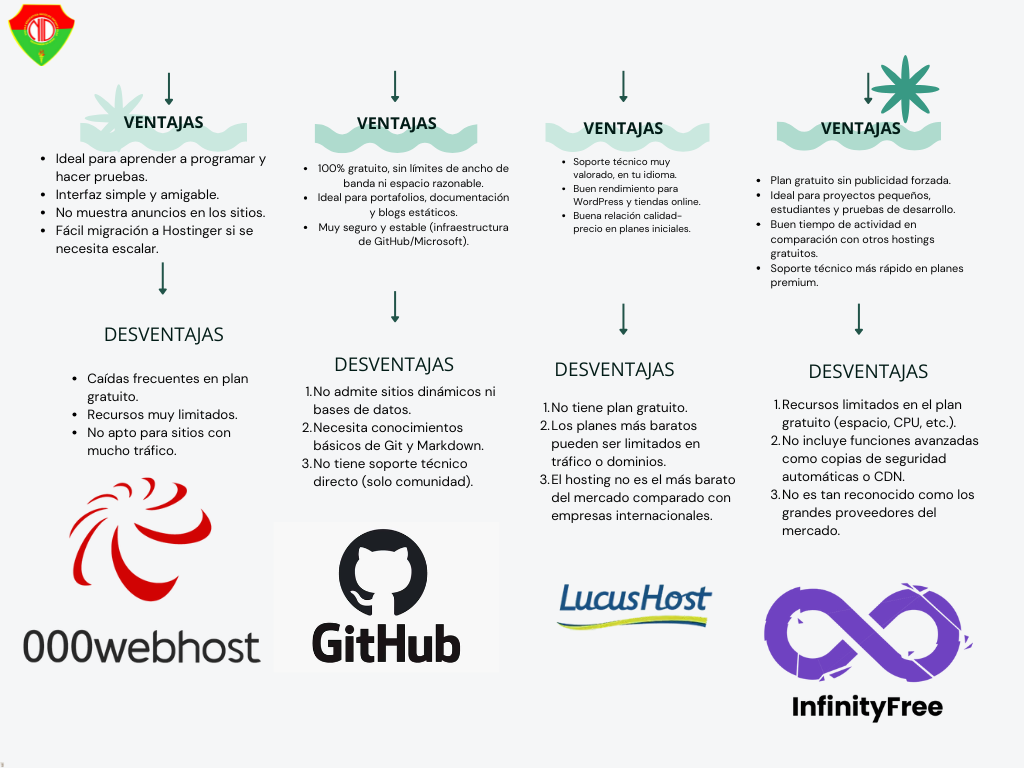 VENTAJAS
• Ideal para aprender a programar y
hacer pruebas.
• Interfaz simple y amigable.
• No muestra anuncios en los sitios.
• Fácil migración a Hostinger si se
necesita escalar.
DESVENTAJAS
• Caídas frecuentes en plan
gratuito.
• Recursos muy limitados.
• No apto para sitios con
mucho tráfico.
000webhost
VENTAJAS
• 100% gratuito, sin límites de ancho de
banda ni espacio razonable.
• Ideal para portafolios, documentación
y blogs estáticos.
• Muy seguro y estable (infraestructura
de GitHub/Microsoft).
DESVENTAJAS
1.No admite sitios dinámicos ni
bases de datos.
2.Necesita conocimientos
básicos de Git y Markdown.
3.No tiene soporte técnico
directo (solo comunidad).
GitHub
VENTAJAS
• Soporte técnico muy
valorado, en tu idioma.
• Buen rendimiento para
WordPress y tiendas online.
• Buena relación calidad-
precio en planes iniciales.
DESVENTAJAS
1.No tiene plan gratuito.
2.Los planes más baratos
pueden ser limitados en
tráfico o dominios.
3.El hosting no es el más barato
del mercado comparado con
empresas internacionales.
LucusHost
VENTAJAS
• Plan gratuito sin publicidad forzada.
• Ideal para proyectos pequeños,
estudiantes y pruebas de desarrollo.
• Buen tiempo de actividad en
comparación con otros hostings
gratuitos.
• Soporte técnico más rápido en planes
premium.
DESVENTAJAS
1.Recursos limitados en el plan
gratuito (espacio, CPU, etc.).
2.No incluye funciones avanzadas
como copias de seguridad
automáticas o CDN.
3.No es tan reconocido como los
grandes proveedores del
mercado.
InfinityFree